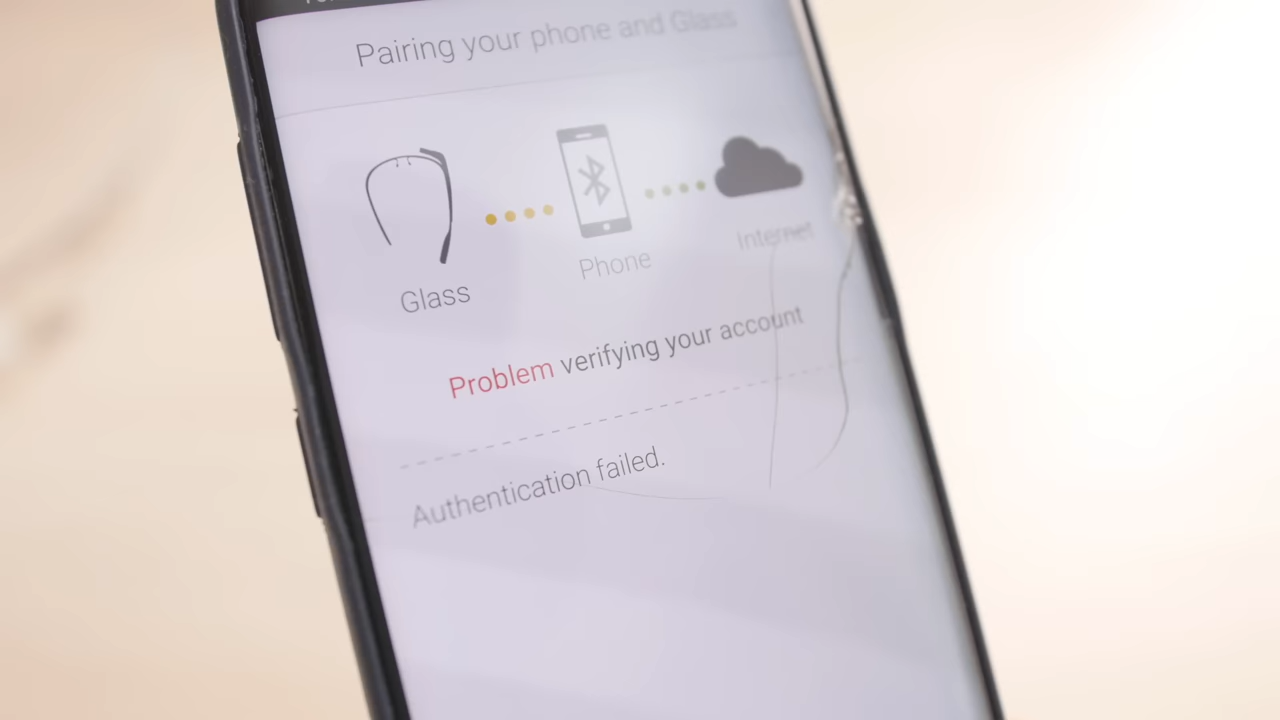 Pairing your phone and Glass
Glass
Phone
Internet
Problem verifying your account
Authentication failed.